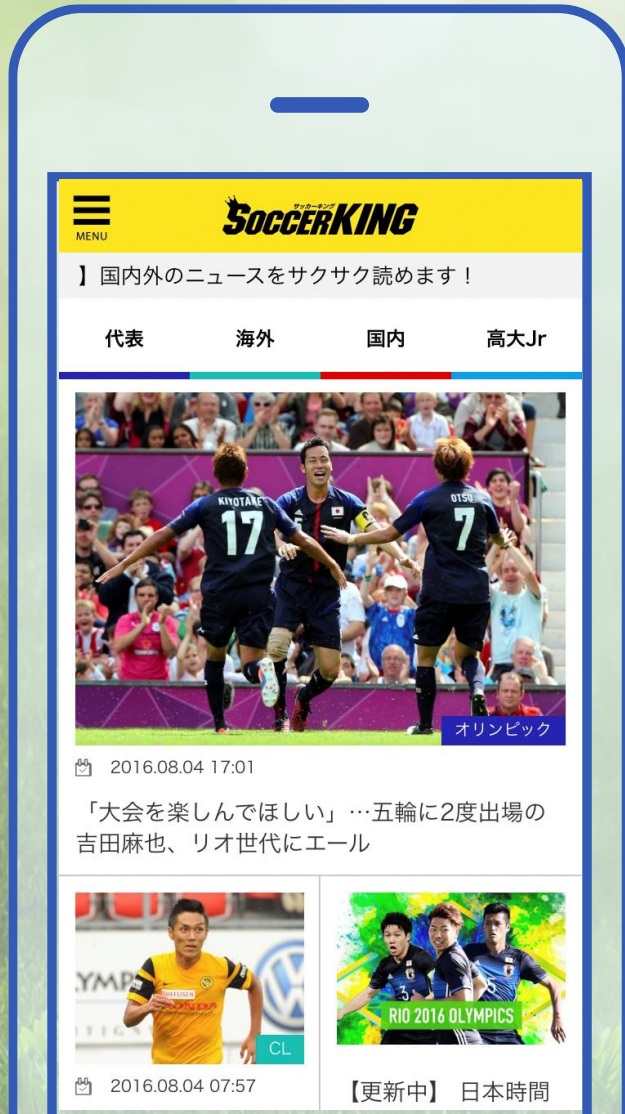 MENU
サッカーキング
SOCCERKING
】国内外のニュースをサクサク読めます！
代表 海外 国内 高大Jr
KIYOTAKE
17
OTSU
7
オリンピック
2016.08.04 17:01
「大会を楽しんでほしい」…五輪に2度出場の
吉田麻也、リオ世代にエール
YMP
RAIFFEISEN
HONDA
CL
2016.08.04 07:57
3
5
RIO 2016 OLYMPICS
【更新中】 日本時間